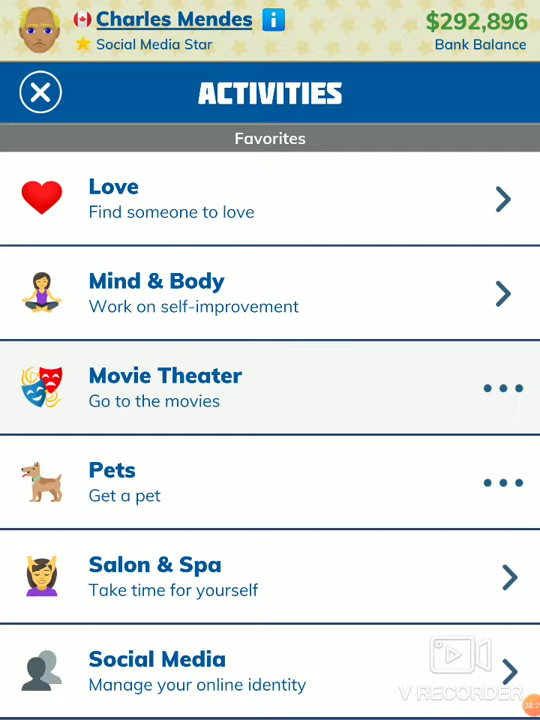 Charles Mendes
$292,896
Social Media Star
Bank Balance
ACTIVITIES
Favorites
Love
Find someone to love
Mind & Body
Work on self-improvement
Movie Theater
Go to the movies
Pets
Get a pet
Salon & Spa
Take time for yourself
Social Media
Manage your online identity
V RECORDER